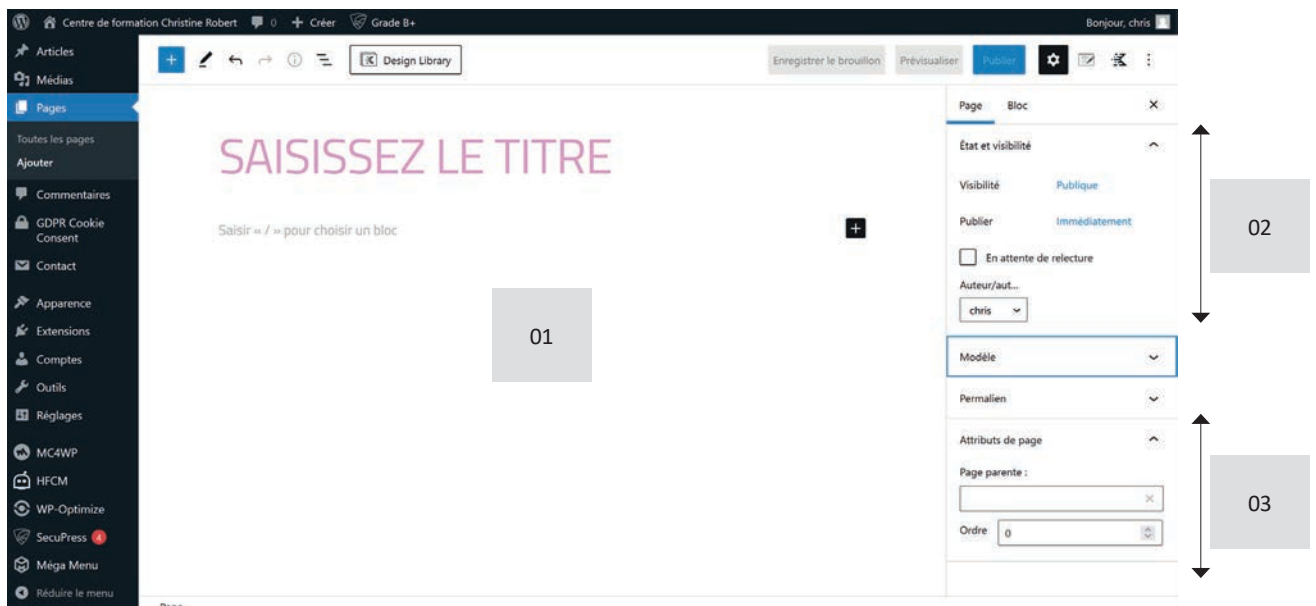 Centre de formation Christine Robert 0 Créer Grade B+ Bonjour, chris
Articles
Médias
Pages
Toutes les pages
Ajouter
Commentaires
GDPR Cookie
Consent
Contact
Apparence
Extensions
Comptes
Outils
Réglages
MC4WP
HFCM
WP-Optimize
SecuPress 4
Méga Menu
Réduire le menu
Design Library Enregistrer le brouillon Prévisualiser Publier
SAISISSEZ LE TITRE
Saisir « / » pour choisir un bloc
01
Page Bloc
État et visibilité
Visibilité Publique
Publier Immédiatement
En attente de relecture
Auteur/aut...
chris
Modèle
Permalien
Attributs de page
Page parente :
Ordre 0
02
03
Page